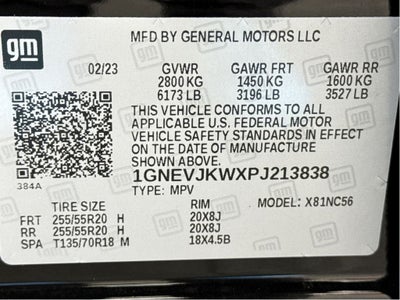 gm
MFD BY GENERAL MOTORS LLC
02/23 GVWR GAWR FRT GAWR RR
2800 KG 1450 KG 1600 KG
6173 LB 3196 LB 3527 LB
THIS VEHICLE CONFORMS TO ALL
APPLICABLE U.S. FEDERAL MOTOR
VEHICLE SAFETY STANDARDS IN EFFECT
ON THE DATE OF MANUFACTURE
SHOWN ABOVE.
384A
1GNEVJKWXPJ213838
TYPE: MPV
MODEL: X81NC56
TIRE SIZE RIM
FRT 255/55R20 H 20X8J
RR 255/55R20 H 20X8J
SPA T135/70R18 M 18X4.5B